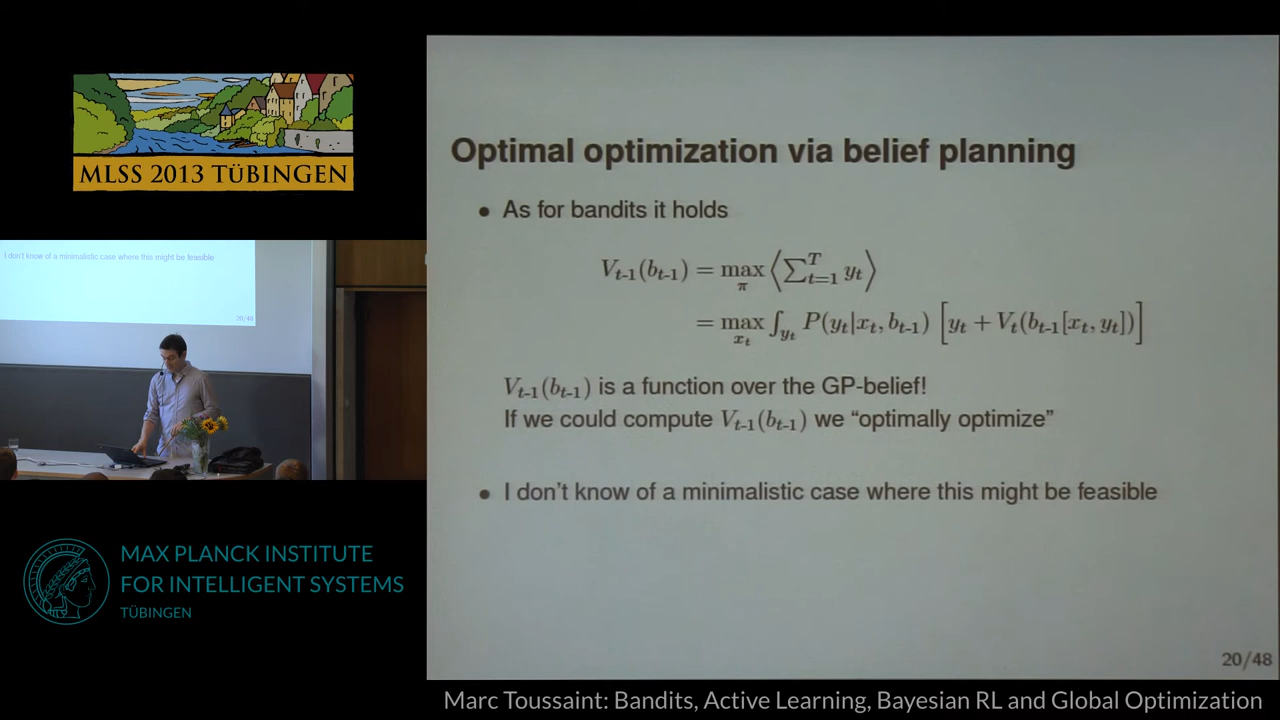 MLSS 2013 TÜBINGEN
I don't know of a minimalistic case where this might be feasible
20/48
MAX PLANCK INSTITUTE
FOR INTELLIGENT SYSTEMS
TÜBINGEN
Optimal optimization via belief planning
• As for bandits it holds
V_{t-1}(b_{t-1}) = max_π ⟨∑_{t=1}^T y_t⟩
= max_{x_t} ∫_{y_t} P(y_t|x_t, b_{t-1}) [y_t + V_t(b_{t-1}[x_t, y_t])]
V_{t-1}(b_{t-1}) is a function over the GP-belief!
If we could compute V_{t-1}(b_{t-1}) we “optimally optimize”
• I don't know of a minimalistic case where this might be feasible
20/48
Marc Toussaint: Bandits, Active Learning, Bayesian RL and Global Optimization